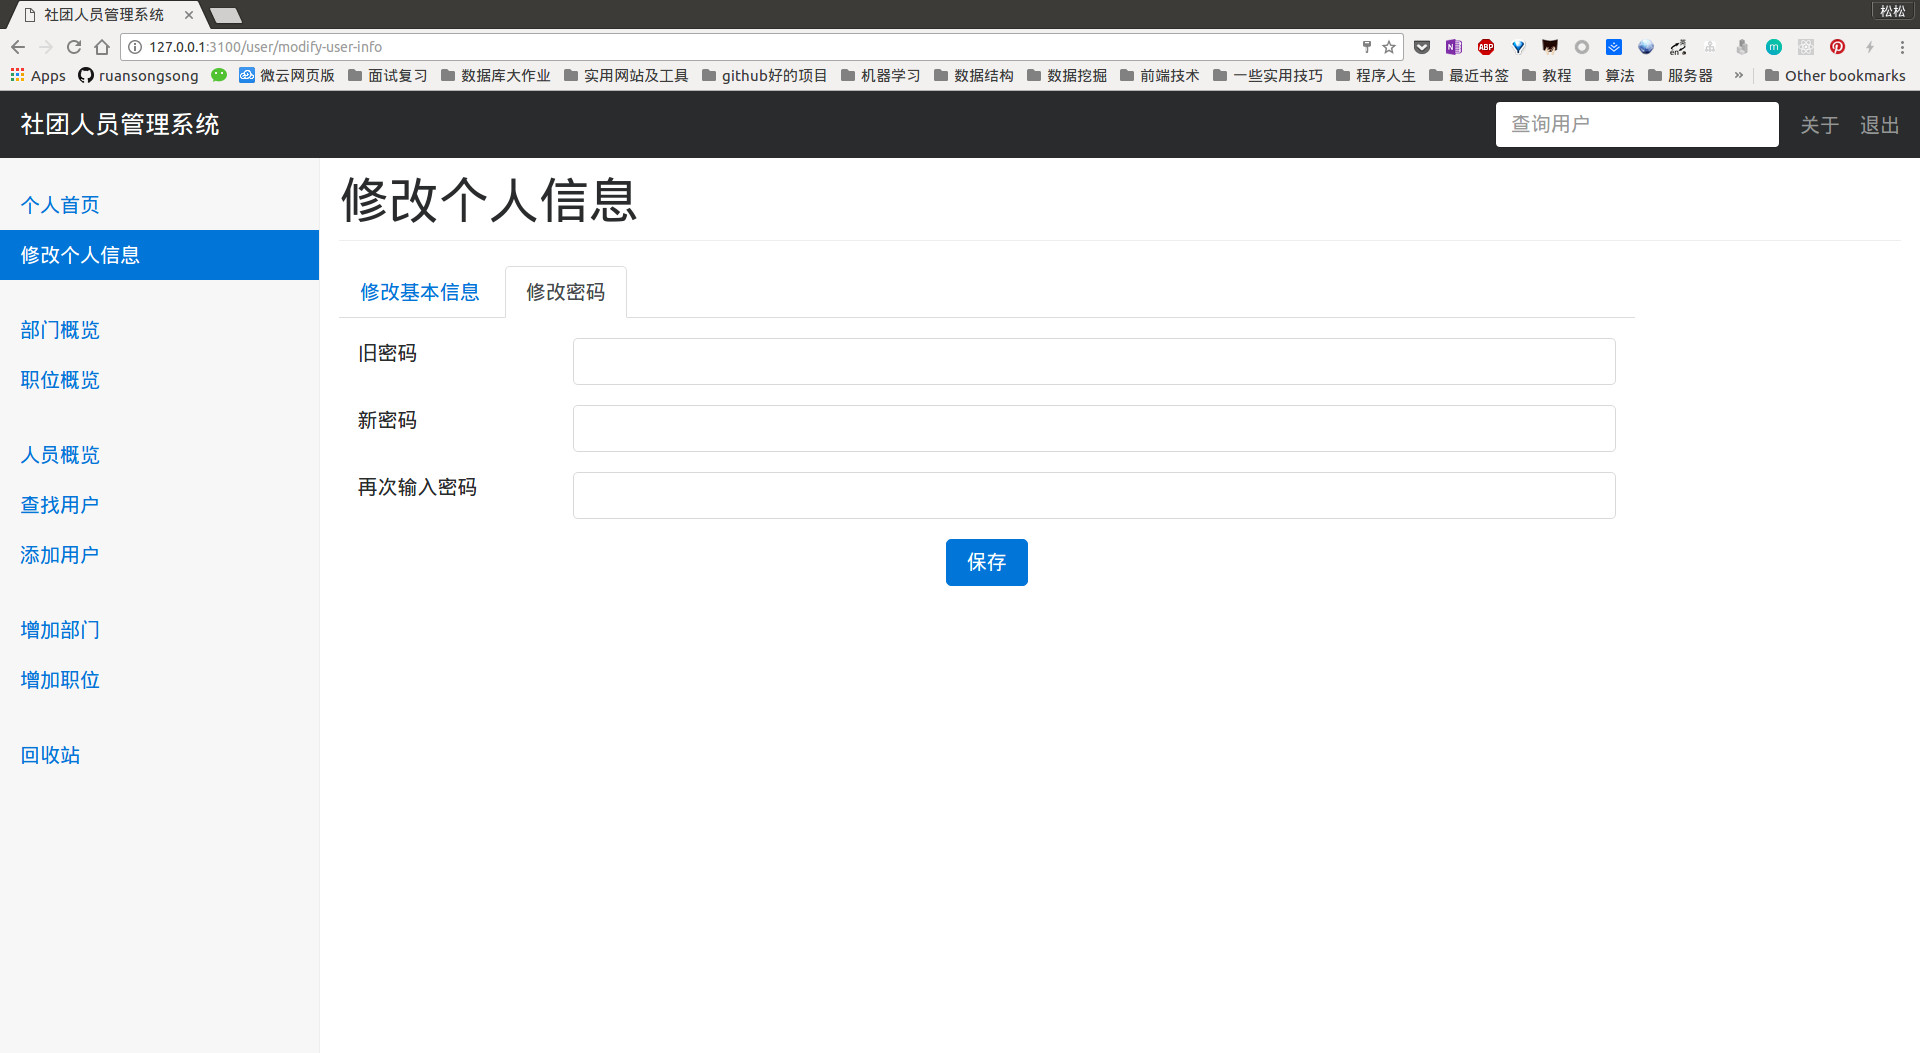 社团人员管理系统
松松
127.0.0.1:3100/user/modify-user-info
Apps ruansongsong 微云网页版 面试复习 数据库大作业 实用网站及工具 github好的项目 机器学习 数据结构 数据挖掘 前端技术 一些实用技巧 程序人生 最近书签 教程 算法 服务器 » Other bookmarks
社团人员管理系统 查询用户 关于 退出
个人首页
修改个人信息
部门概览
职位概览
人员概览
查找用户
添加用户
增加部门
增加职位
回收站
修改个人信息
修改基本信息 修改密码
旧密码
新密码
再次输入密码
保存